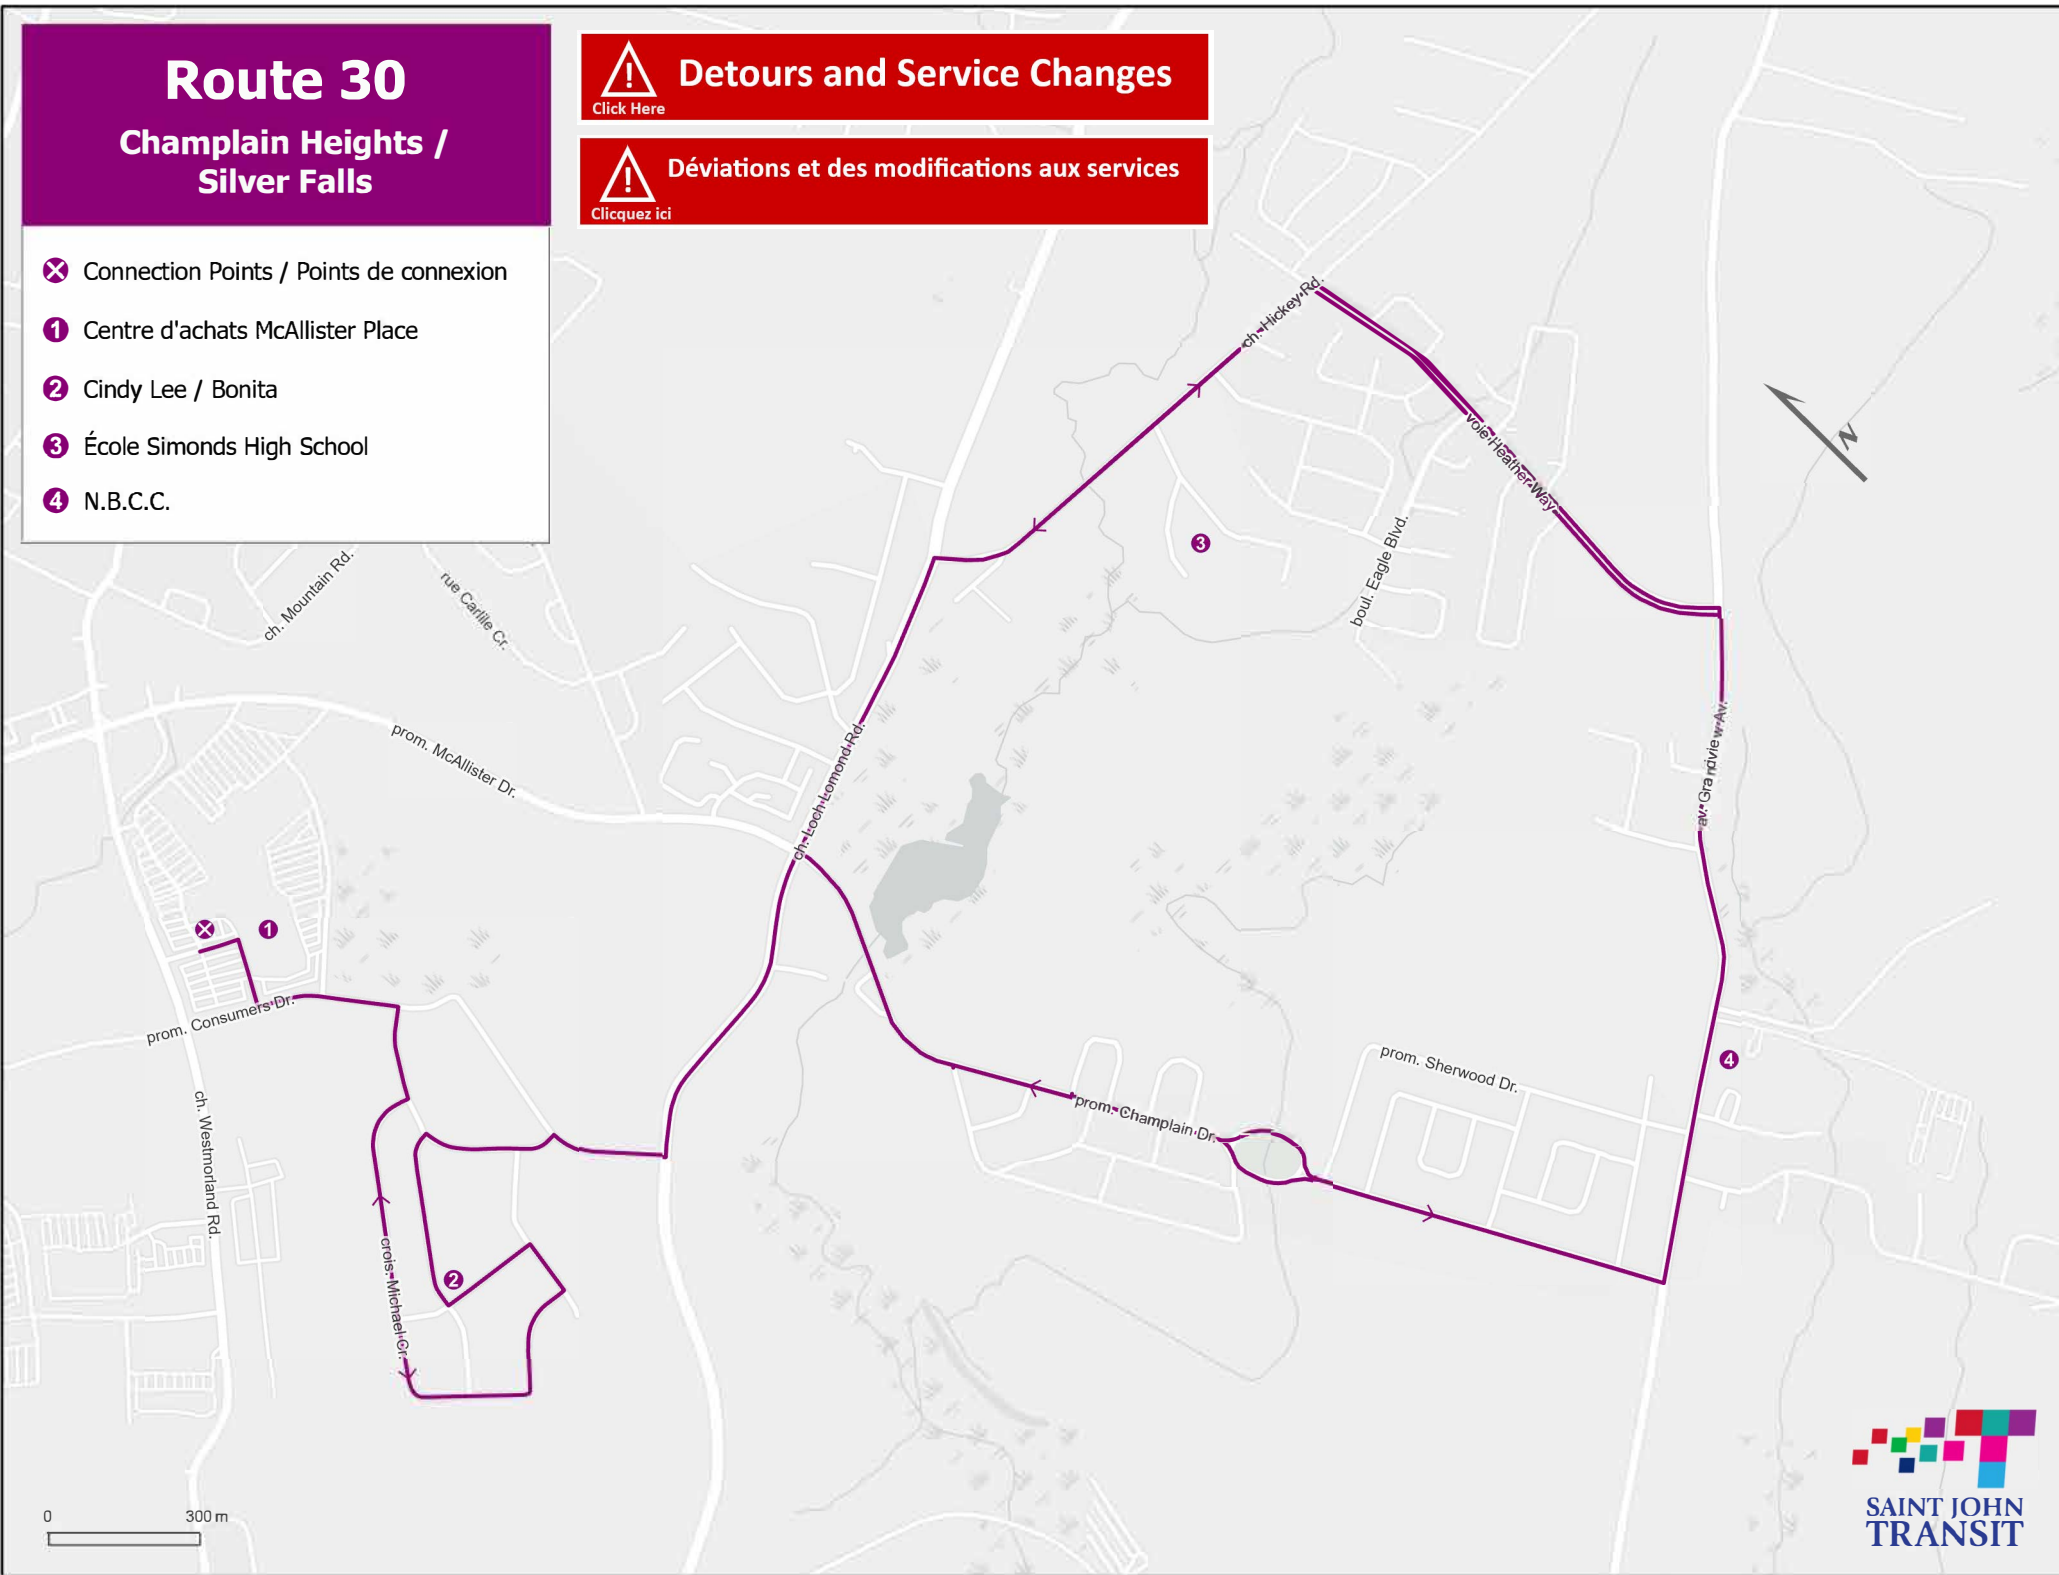 Route 30
Champlain Heights /
Silver Falls
Connection Points / Points de connexion
1 Centre d'achats McAllister Place
2 Cindy Lee / Bonita
3 École Simonds High School
4 N.B.C.C.
! Detours and Service Changes
Click Here
! Déviations et des modifications aux services
Clicquez ici
ch. Hickey Rd.
voie Heather Way
N
boul. Eagle Blvd.
3
ch. Mountain Rd.
rue Carlile Cr.
prom. McAllister Dr.
ch. Loch Lomond Rd.
av. Grandview Av.
1
prom. Consumers Dr.
ch. Westmorland Rd.
prom. Sherwood Dr.
4
prom. Champlain Dr.
crois. Michael Cr.
2
0 300 m
SAINT JOHN
TRANSIT